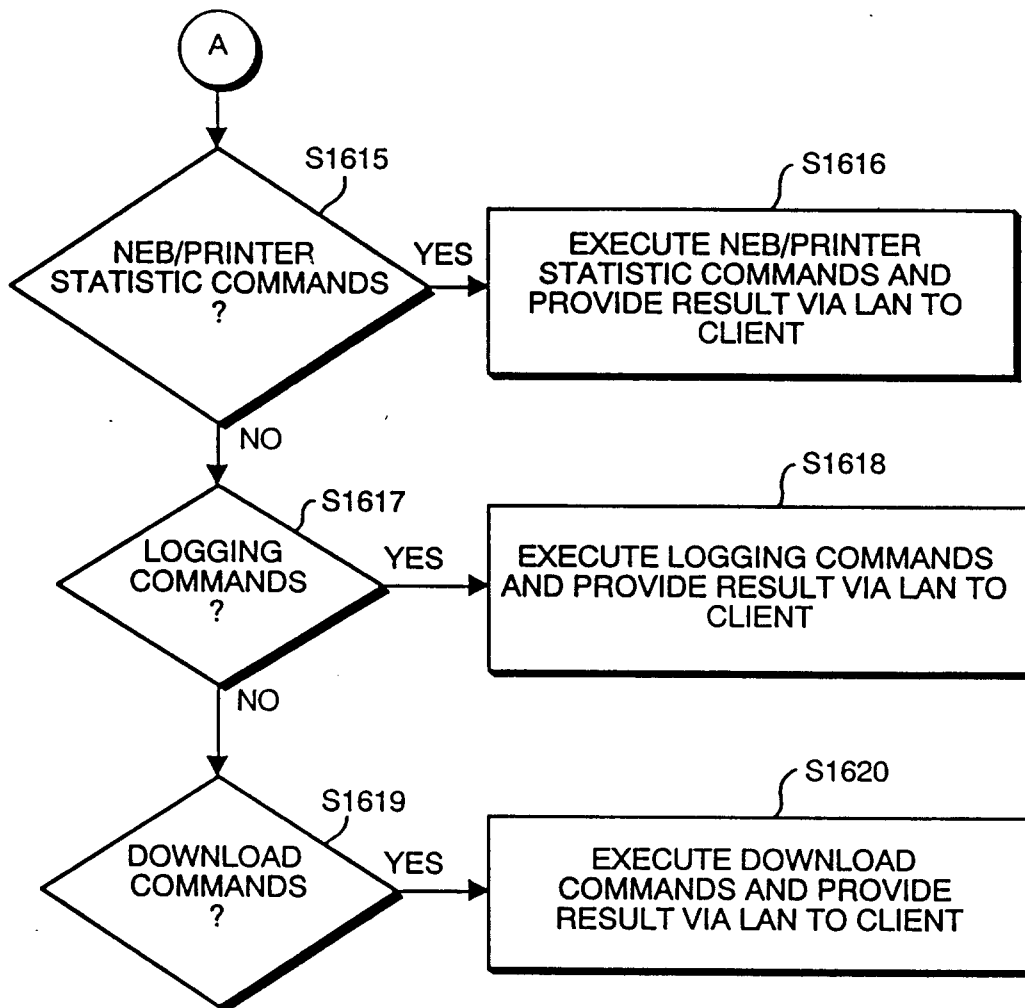 A
S1615
NEB/PRINTER
STATISTIC COMMANDS
?
YES
S1616
EXECUTE NEB/PRINTER
STATISTIC COMMANDS AND
PROVIDE RESULT VIA LAN TO
CLIENT
NO
S1617
LOGGING
COMMANDS
?
YES
S1618
EXECUTE LOGGING COMMANDS
AND PROVIDE RESULT VIA LAN TO
CLIENT
NO
S1619
DOWNLOAD
COMMANDS
?
YES
S1620
EXECUTE DOWNLOAD
COMMANDS AND PROVIDE
RESULT VIA LAN TO CLIENT